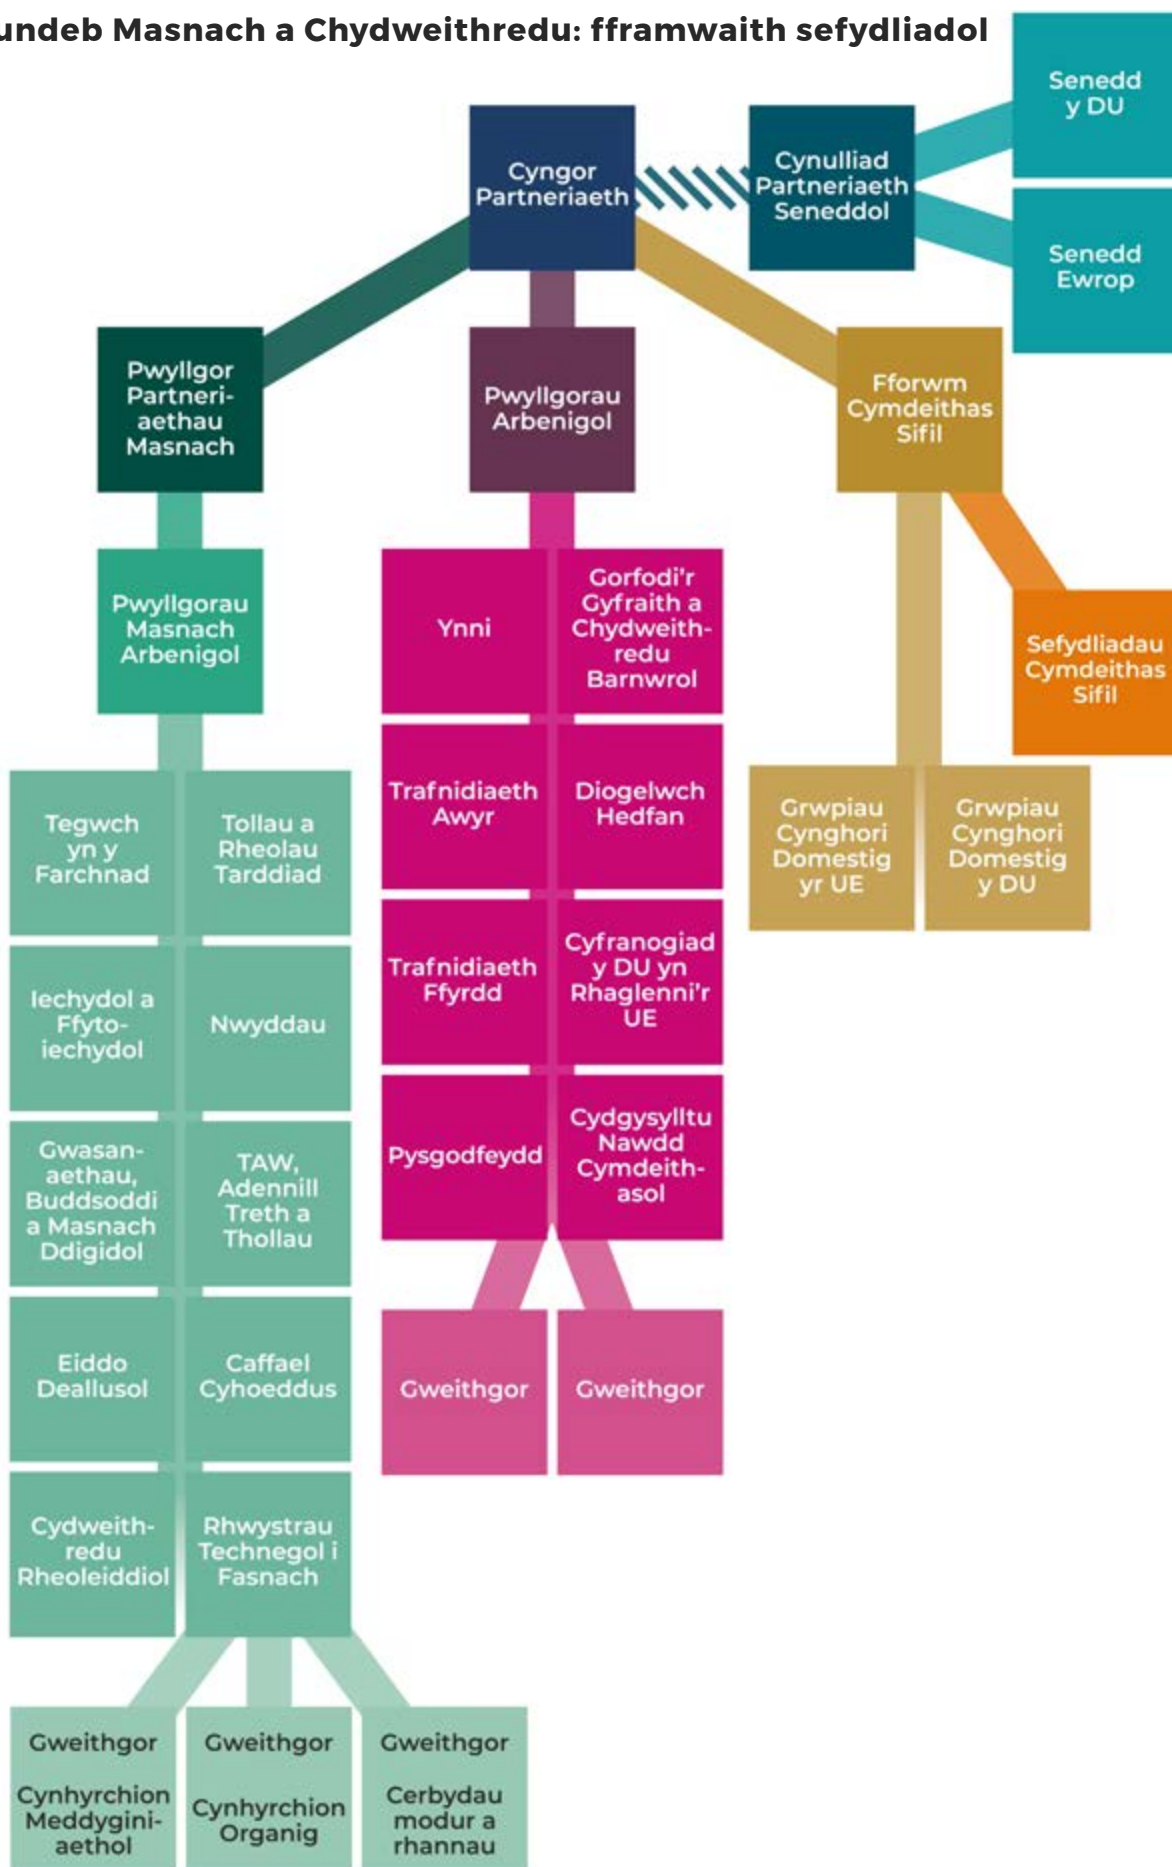 undeb Masnach a Chydweithredu: fframwaith sefydliadol
Senedd
y DU
Cyngor
Partneriaeth
Cynulliad
Partneriaeth
Seneddol
Senedd
Ewrop
Pwyllgor
Partneri-
aethau
Masnach
Pwyllgorau
Arbenigol
Fforwm
Cymdeithas
Sifil
Pwyllgorau
Masnach
Arbenigol
Ynni
Gorfodi'r
Gyfraith a
Chydweith-
redu
Barnwrol
Sefydliadau
Cymdeithas
Sifil
Trafnidiaeth
Awyr
Diogelwch
Hedfan
Grwpiau
Cynghori
Domestig
yr UE
Grwpiau
Cynghori
Domestig
y DU
Tegwch
yn y
Farchnad
Tollau a
Rheolau
Tarddiad
Trafnidiaeth
Ffyrdd
Cyfranogiad
y DU yn
Rhaglenni'r
UE
Iechydol a
Ffyto-
iechydol
Nwyddau
Pysgodfeydd
Cydgysylltu
Nawdd
Cymdeith-
asol
Gwasan-
aethau,
Buddsoddi
a Masnach
Ddigidol
TAW,
Adennill
Treth a
Thollau
Eiddo
Deallusol
Caffael
Cyhoeddus
Gweithgor
Gweithgor
Cydweith-
redu
Rheoleiddiol
Rhwystrau
Technegol i
Fasnach
Gweithgor
Cynhyrchion
Meddygini-
aethol
Gweithgor
Cynhyrchion
Organig
Gweithgor
Cerbydau
modur a
rhannau